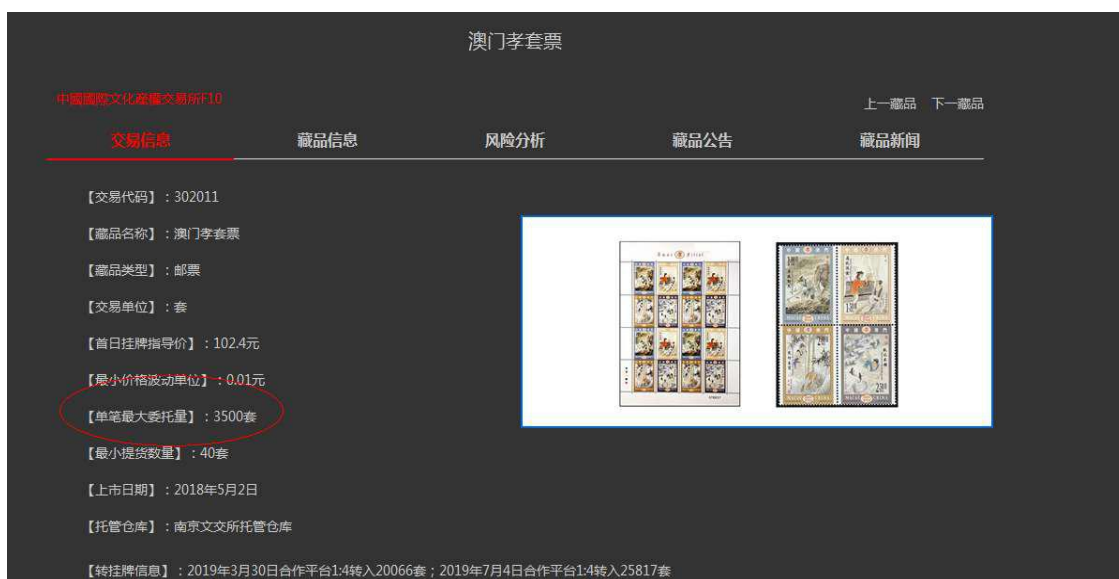 澳门孝套票
中國國際文化產權交易所F10
上一藏品 下一藏品
交易信息 藏品信息 风险分析 藏品公告 藏品新闻
【交易代码】：302011
【藏品名称】：澳门孝套票
【藏品类型】：邮票
【交易单位】：套
【首日挂牌指导价】：102.4元
【最小价格波动单位】：0.01元
【单笔最大委托量】：3500套
【最小提货数量】：40套
【上市日期】：2018年5月2日
【托管仓库】：南京文交所托管仓库
【转挂牌信息】：2019年3月30日合作平台1:4转入20066套；2019年7月4日合作平台1:4转入25817套